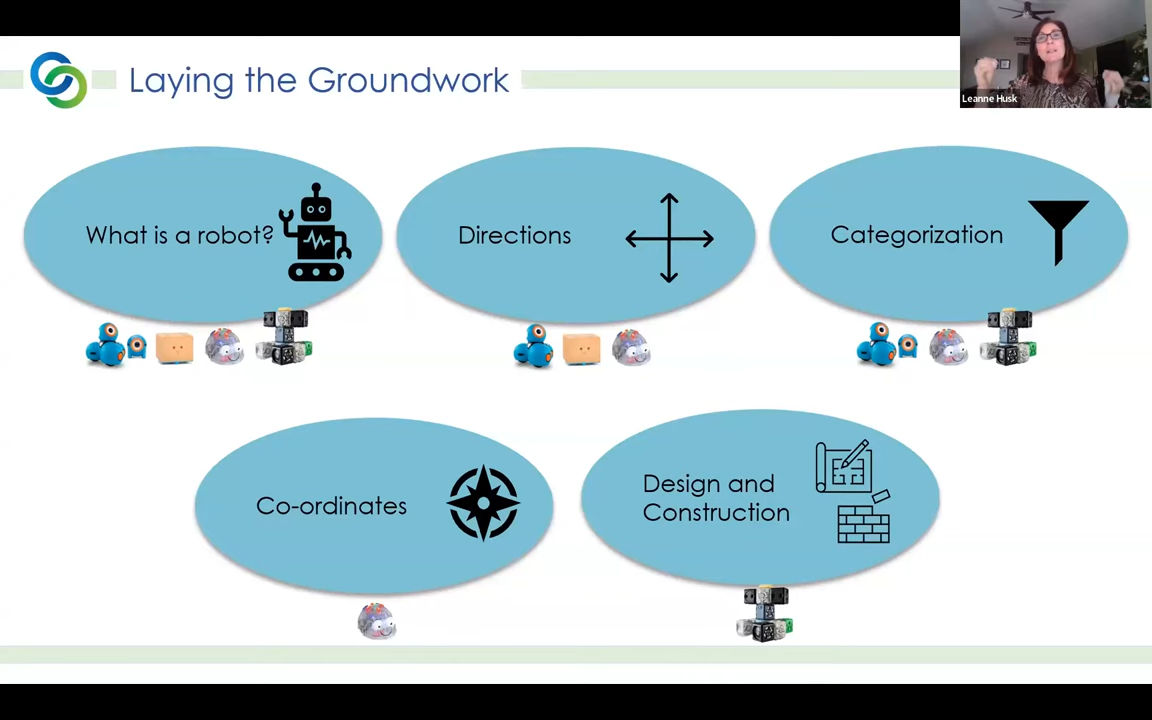 Laying the Groundwork
Leanne Husk
What is a robot?
Directions
Categorization
Co-ordinates
Design and
Construction